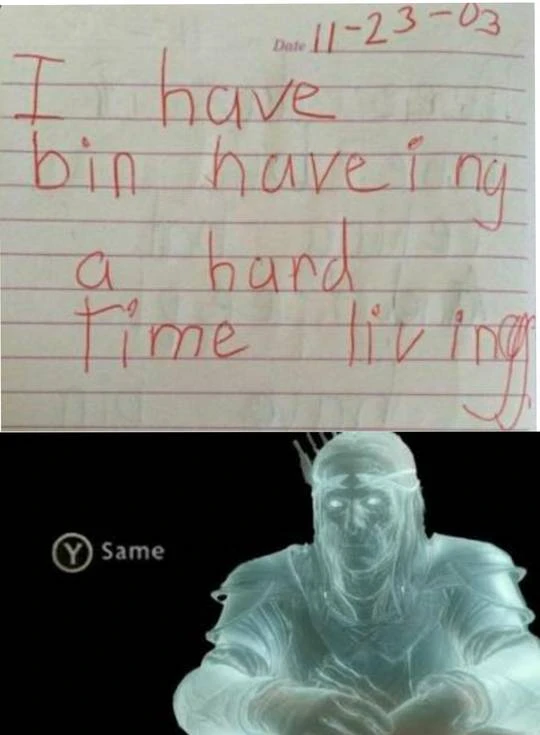 Date 11-23-03
I have
bin haveing
a hard
time living
Y Same